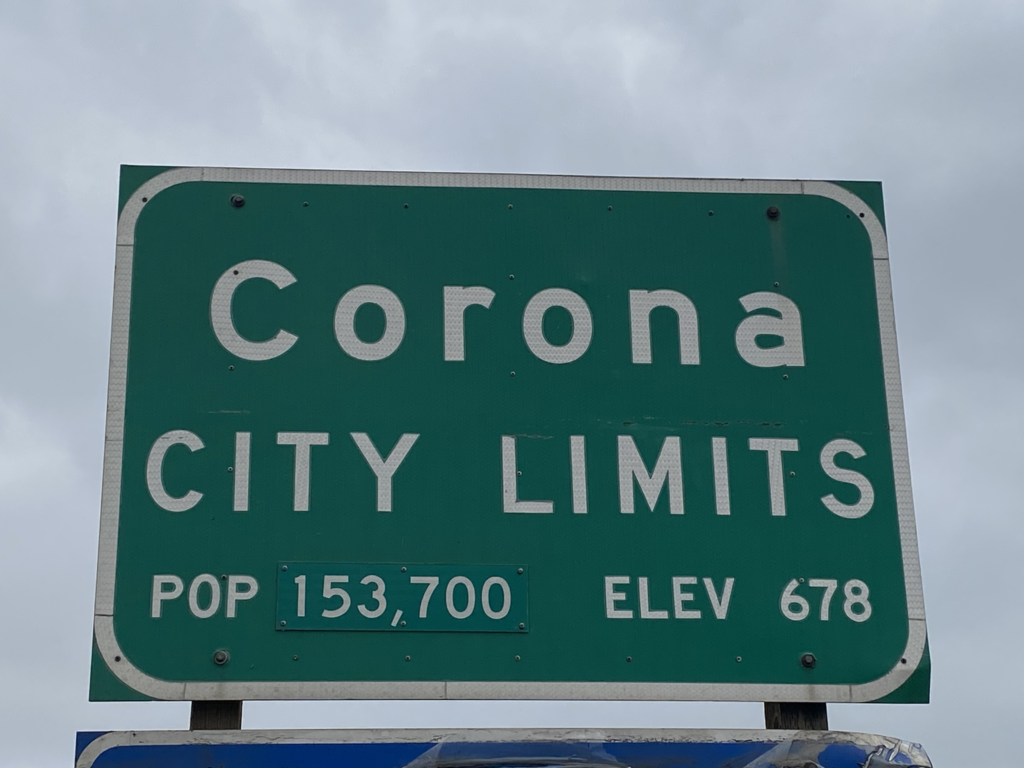 Corona
CITY LIMITS
POP 153,700 ELEV 678